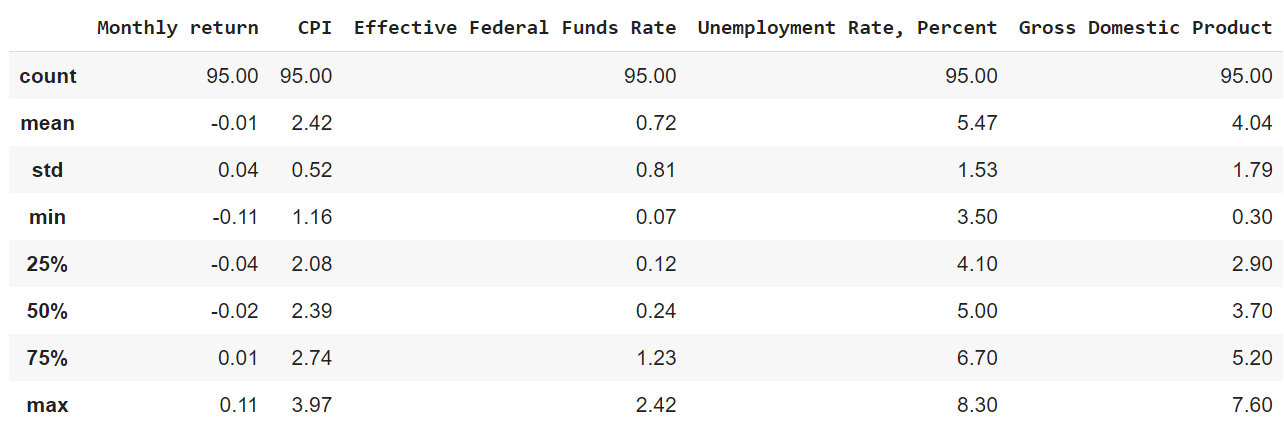 Monthly return CPI Effective Federal Funds Rate Unemployment Rate, Percent Gross Domestic Product
count 95.00 95.00 95.00 95.00 95.00
mean -0.01 2.42 0.72 5.47 4.04
std 0.04 0.52 0.81 1.53 1.79
min -0.11 1.16 0.07 3.50 0.30
25% -0.04 2.08 0.12 4.10 2.90
50% -0.02 2.39 0.24 5.00 3.70
75% 0.01 2.74 1.23 6.70 5.20
max 0.11 3.97 2.42 8.30 7.60